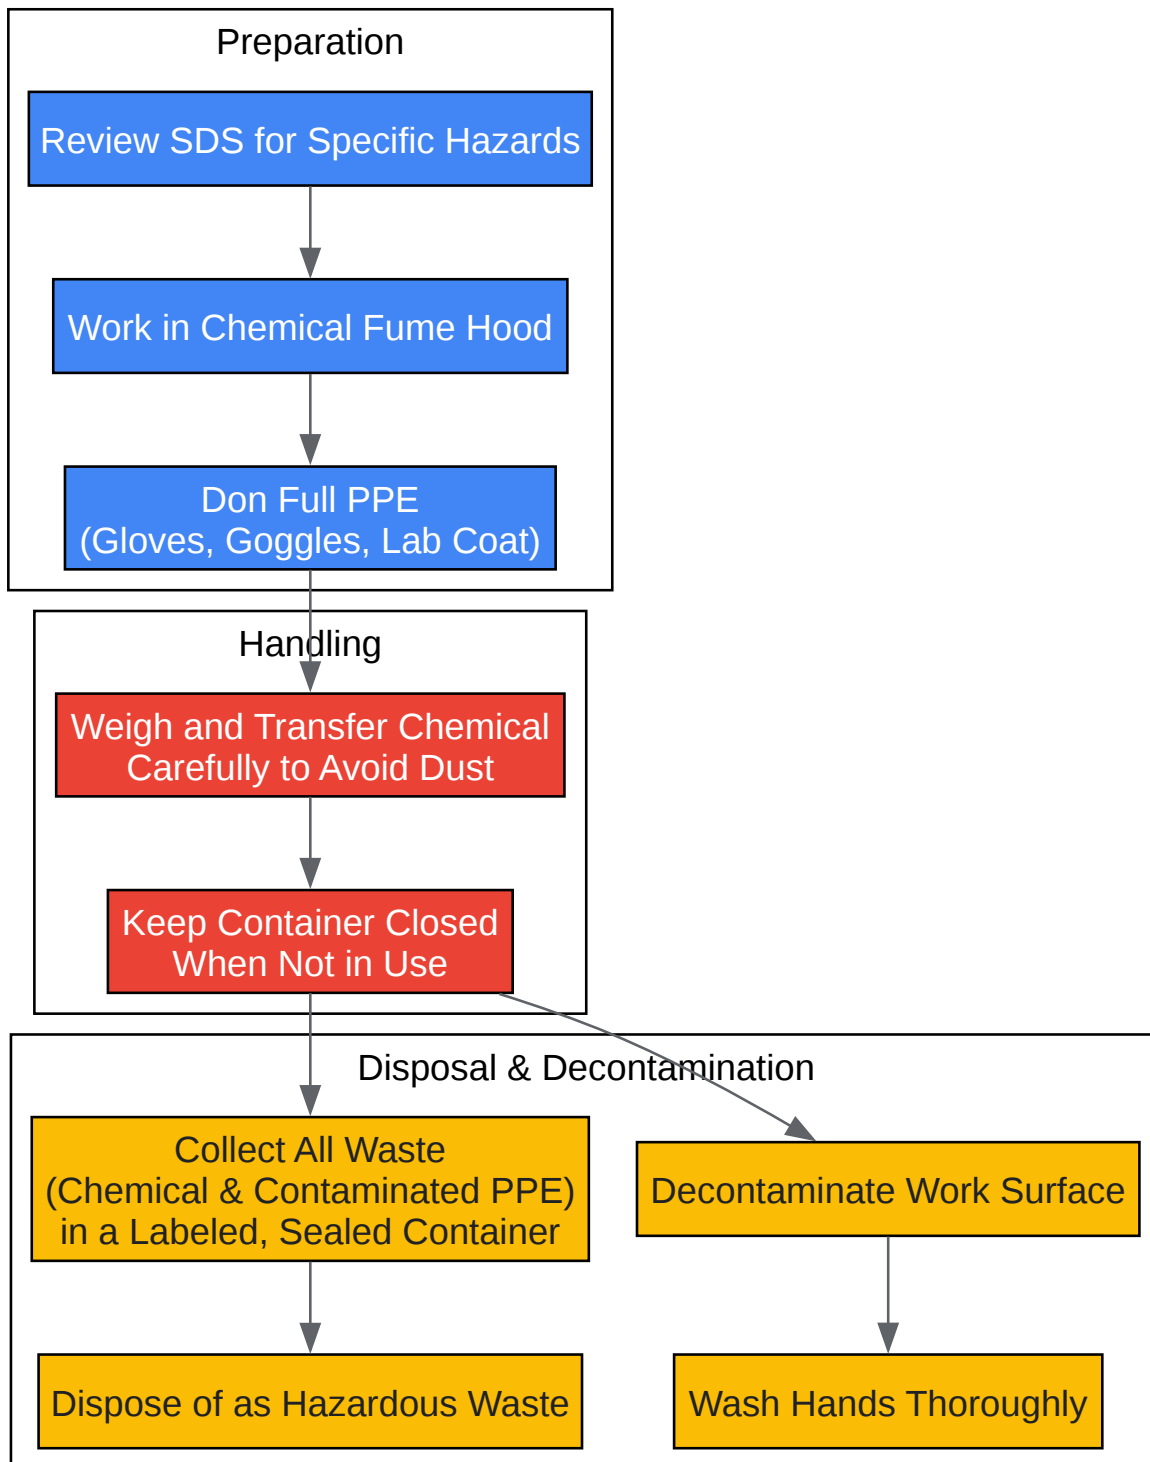 Preparation
Review SDS for Specific Hazards
Work in Chemical Fume Hood
Don Full PPE
(Gloves, Goggles, Lab Coat)
Handling
Weigh and Transfer Chemical
Carefully to Avoid Dust
Keep Container Closed
When Not in Use
Disposal & Decontamination
Collect All Waste
(Chemical & Contaminated PPE)
in a Labeled, Sealed Container
Decontaminate Work Surface
Dispose of as Hazardous Waste
Wash Hands Thoroughly